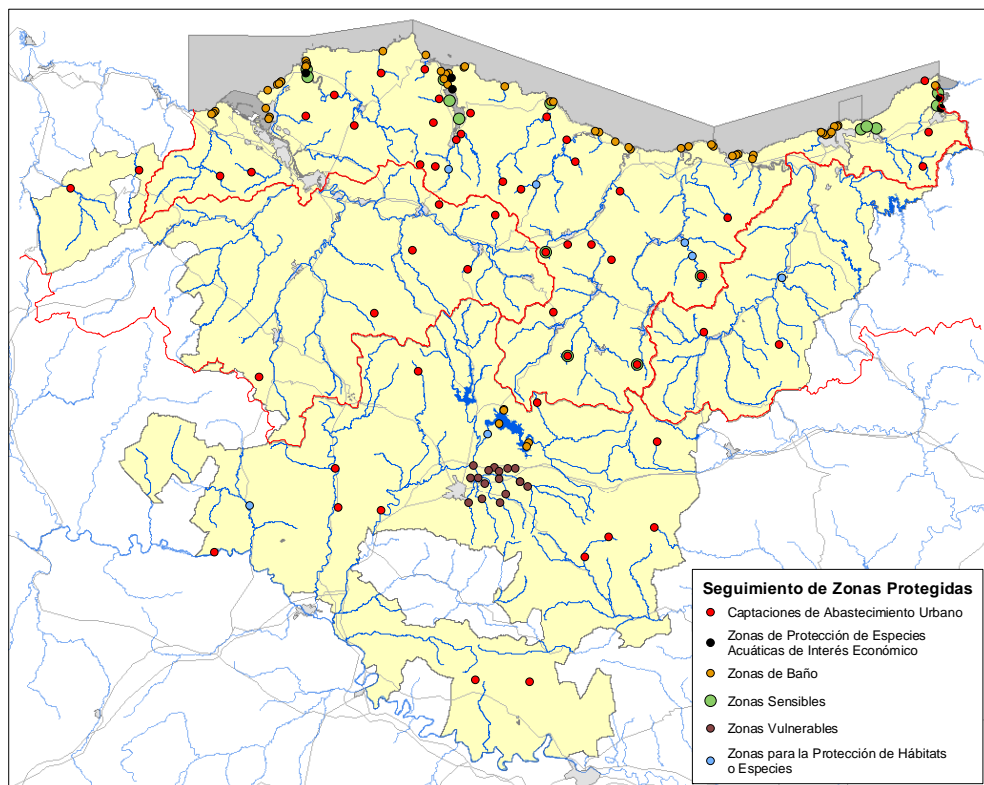 Seguimiento de Zonas Protegidas
Captaciones de Abastecimiento Urbano
Zonas de Protección de Especies
Acuáticas de Interés Económico
Zonas de Baño
Zonas Sensibles
Zonas Vulnerables
Zonas para la Protección de Hábitats
o Especies